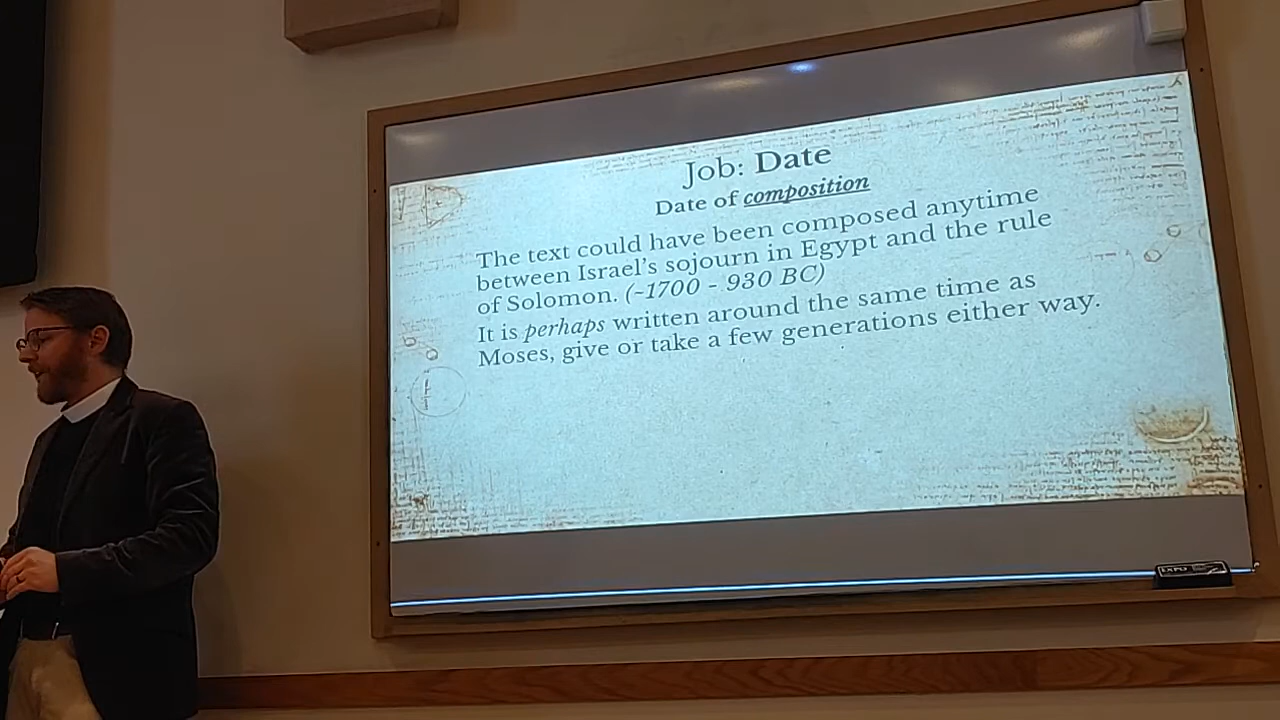 Job: Date
Date of composition
The text could have been composed anytime
between Israel's sojourn in Egypt and the rule
of Solomon. (~1700 - 930 BC)
It is perhaps written around the same time as
Moses, give or take a few generations either way.
EXPO